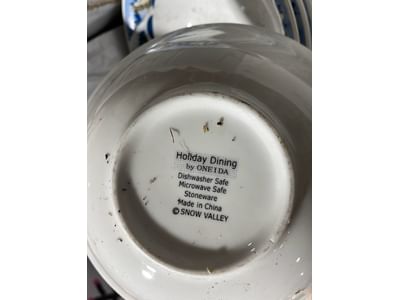 Holiday Dining
by ONEIDA
Dishwasher Safe
Microwave Safe
Stoneware
Made in China
© SNOW VALLEY